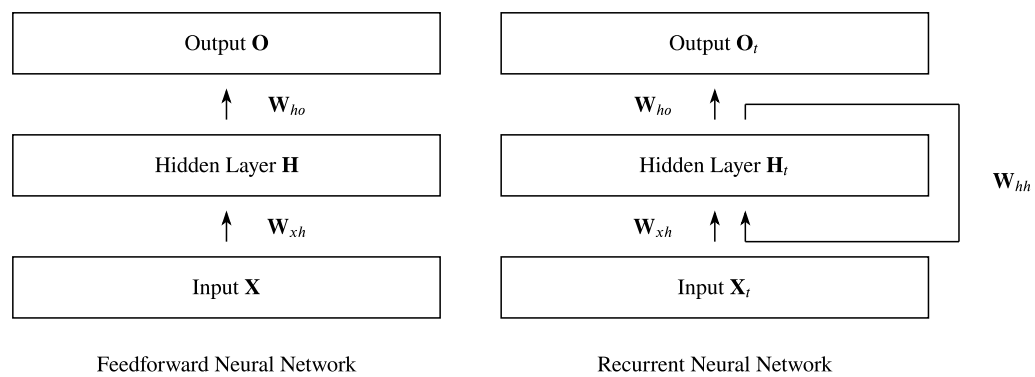 Output O
W_ho
Hidden Layer H
W_xh
Input X
Feedforward Neural Network
Output O_t
W_ho
Hidden Layer H_t
W_hh
W_xh
Input X_t
Recurrent Neural Network